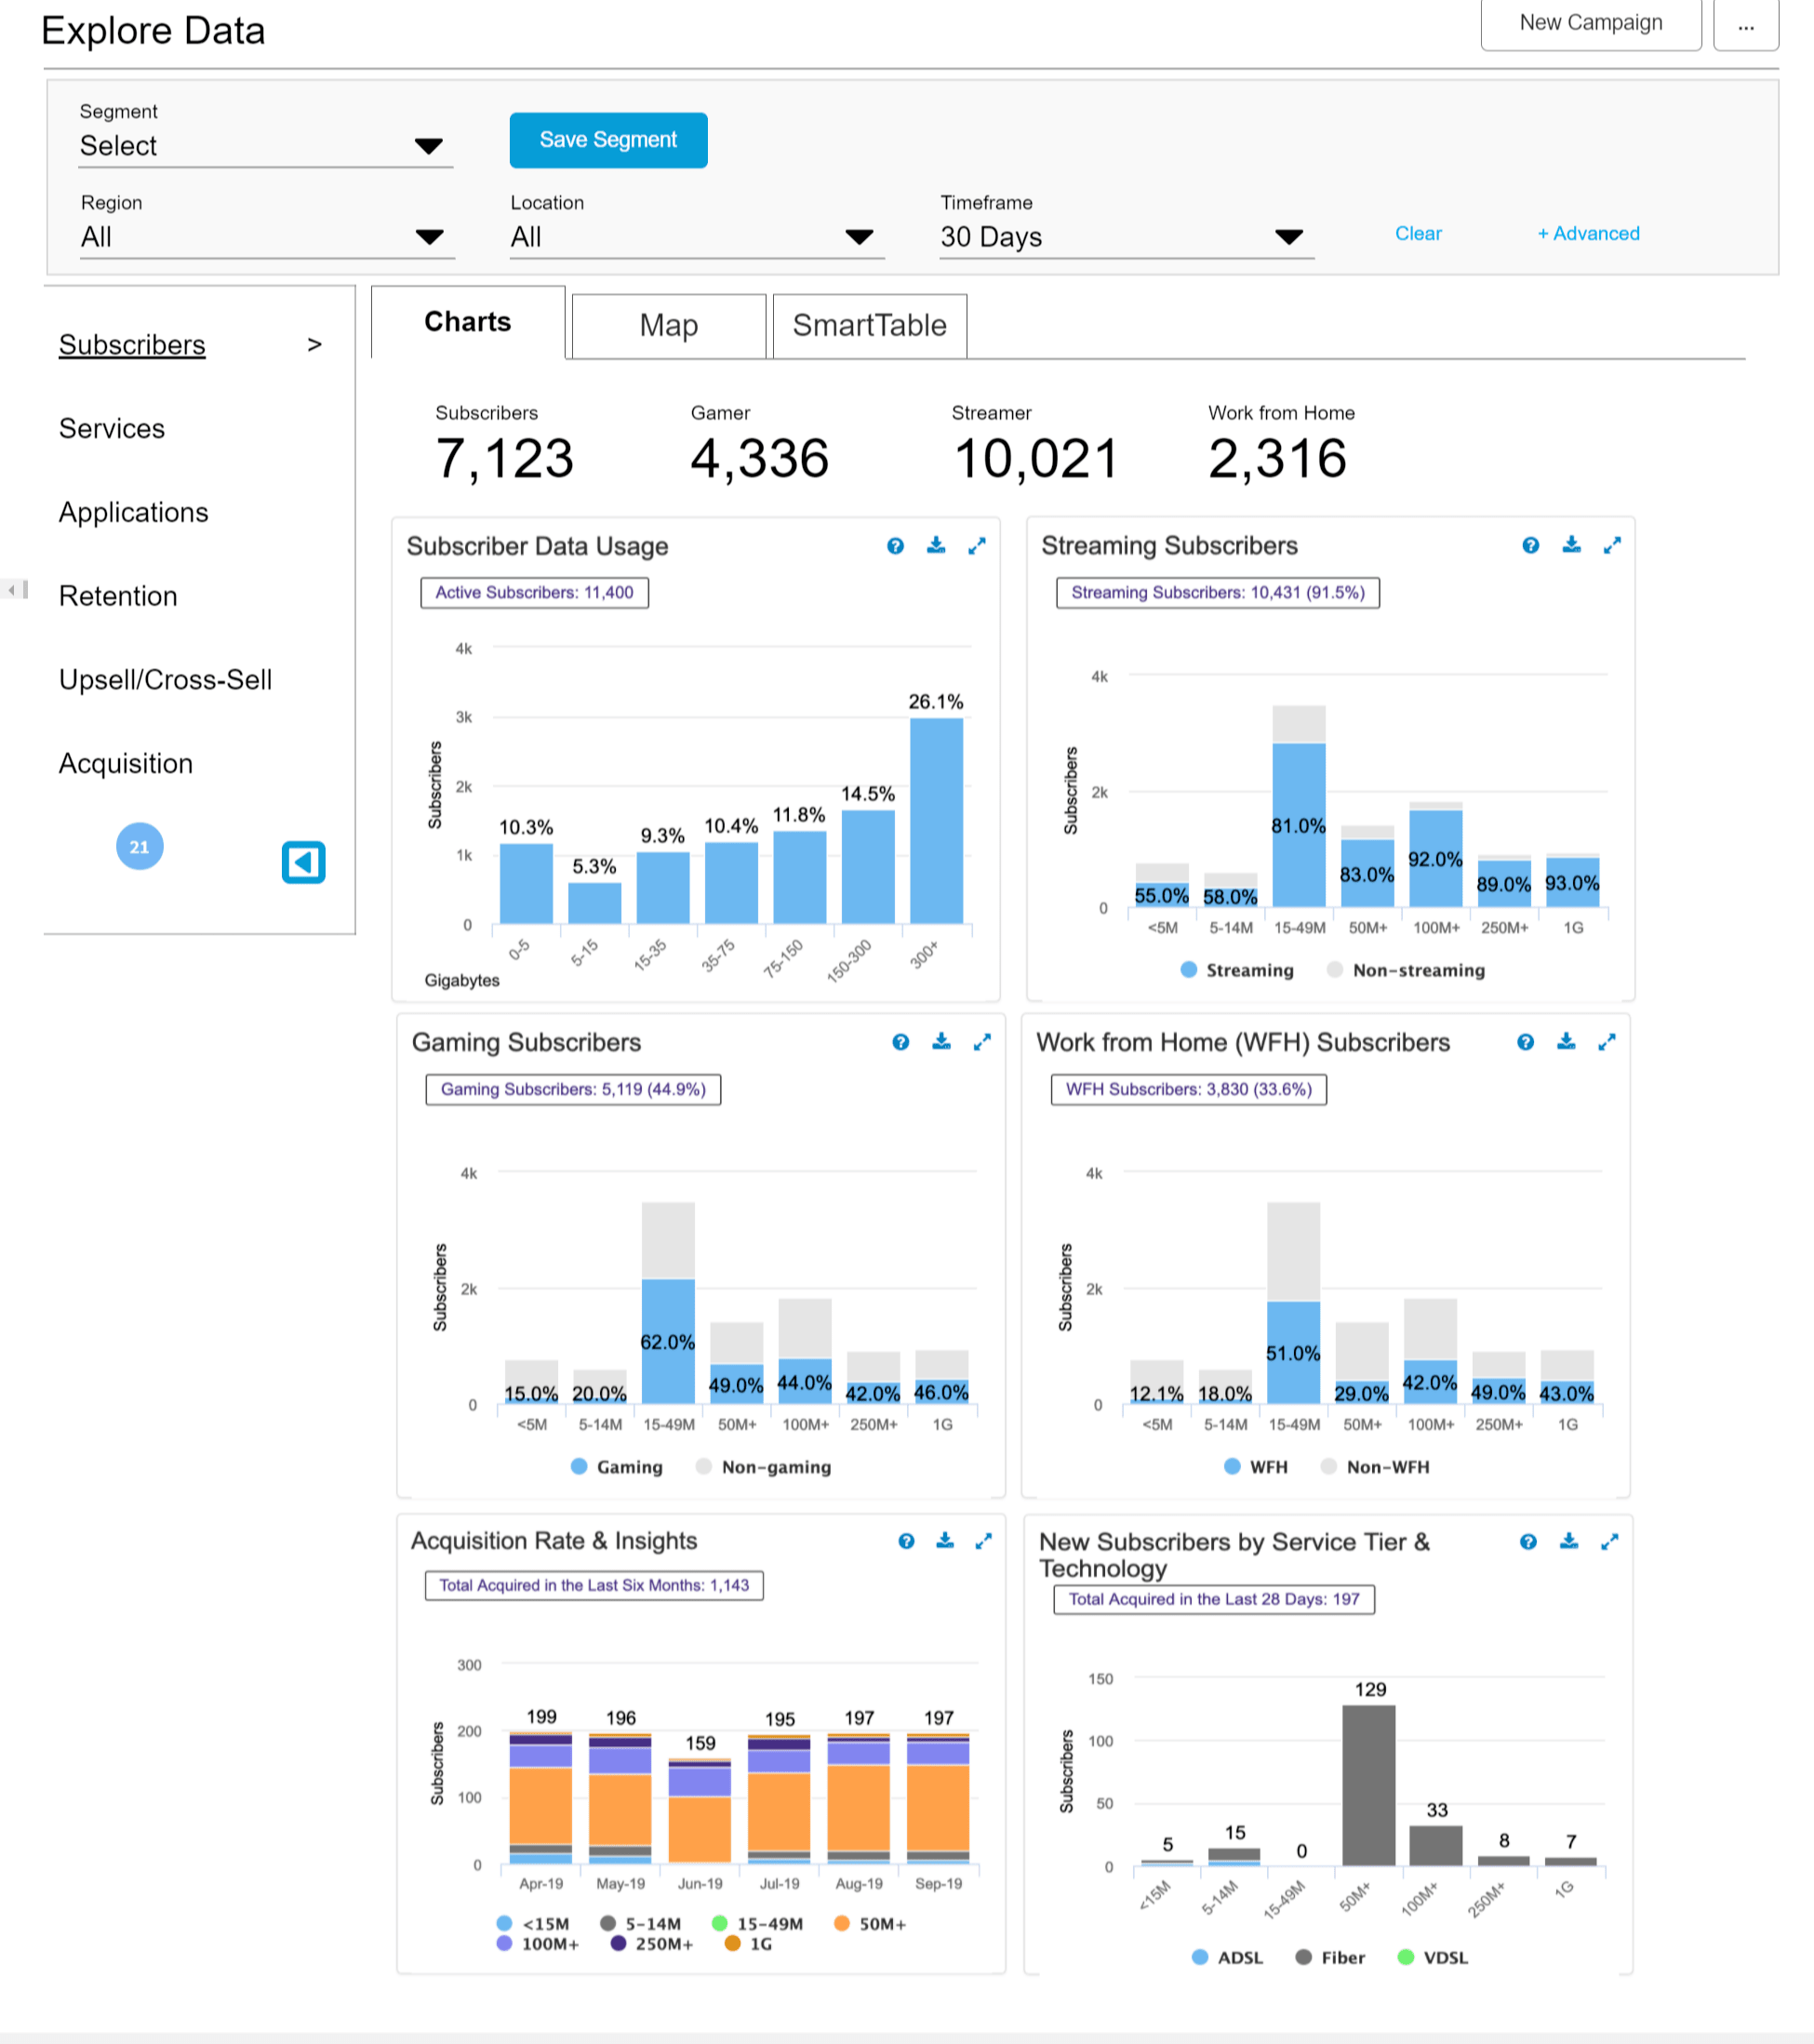 Explore Data
New Campaign
...
Segment
Select
Save Segment
Region
Location
Timeframe
All
All
30 Days
Clear
+ Advanced
Subscribers >
Services
Applications
Retention
Upsell/Cross-Sell
Acquisition
21
Charts
Map
SmartTable
Subscribers
Gamer
Streamer
Work from Home
7,123
4,336
10,021
2,316
Subscriber Data Usage
Active Subscribers: 11,400
4k
3k
2k
1k
0
Subscribers
10.3%
5.3%
9.3%
10.4%
11.8%
14.5%
26.1%
0-5
5-15
15-35
35-75
75-150
150-300
300+
Gigabytes
Streaming Subscribers
Streaming Subscribers: 10,431 (91.5%)
4k
2k
0
Subscribers
55.0%
58.0%
81.0%
83.0%
92.0%
89.0%
93.0%
<5M
5-14M
15-49M
50M+
100M+
250M+
1G
Streaming
Non-streaming
Gaming Subscribers
Gaming Subscribers: 5,119 (44.9%)
4k
2k
0
Subscribers
15.0%
20.0%
62.0%
49.0%
44.0%
42.0%
46.0%
<5M
5-14M
15-49M
50M+
100M+
250M+
1G
Gaming
Non-gaming
Work from Home (WFH) Subscribers
WFH Subscribers: 3,830 (33.6%)
4k
2k
0
Subscribers
12.1%
18.0%
51.0%
29.0%
42.0%
49.0%
43.0%
<5M
5-14M
15-49M
50M+
100M+
250M+
1G
WFH
Non-WFH
Acquisition Rate & Insights
Total Acquired in the Last Six Months: 1,143
300
200
100
0
Subscribers
199
196
159
195
197
197
Apr-19
May-19
Jun-19
Jul-19
Aug-19
Sep-19
<15M
5-14M
15-49M
50M+
100M+
250M+
1G
New Subscribers by Service Tier &
Technology
Total Acquired in the Last 28 Days: 197
150
100
50
0
Subscribers
5
15
0
129
33
8
7
<15M
5-14M
15-49M
50M+
100M+
250M+
1G
ADSL
Fiber
VDSL